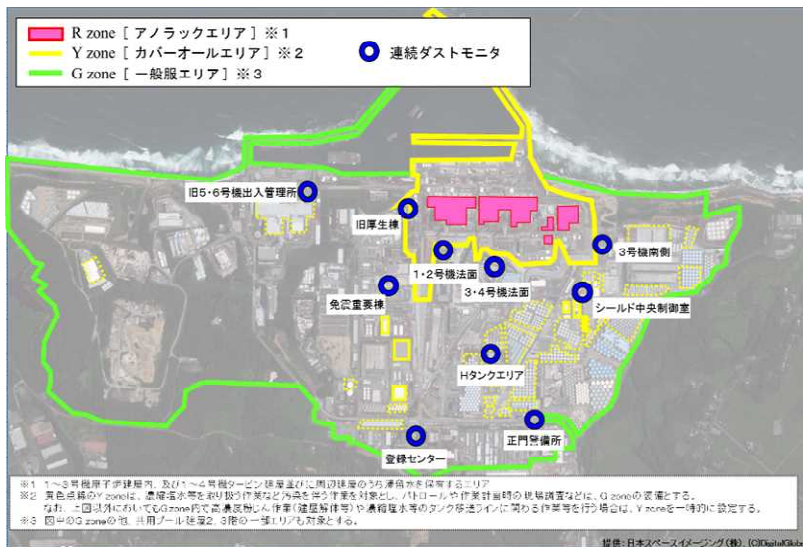 R zone [ アノラックエリア ] ※１
Y zone [ カバーオールエリア ] ※２
G zone [ 一般服エリア ] ※３
連続ダストモニタ
旧５・６号機出入管理所
旧厚生棟
３号機南側
１・２号機法面
３・４号機法面
免震重要棟
シールド中央制御室
Hタンクエリア
正門警備所
登録センター
※１　１～３号機原子炉建屋内、及び１～４号機タービン建屋並びに周辺建屋のうち滞留水を保有するエリア
※２　黄色点線のY zoneは、濃縮塩水等を取り扱う作業など汚染を伴う作業を対象とし、パトロールや作業計画時の現場調査などは、G zoneの装備とする。
なお、上図以外においてもG zone内で高濃度粉じん作業（建屋解体等）や濃縮塩水等のタンク移送ラインに関わる作業等を行う場合は、Y zoneを一時的に設定する。
※３　図中のG zoneの他、共用プール建屋２、３階の一部エリアも対象とする。
提供：日本スペースイメージング（株）、(C)DigitalGlobe